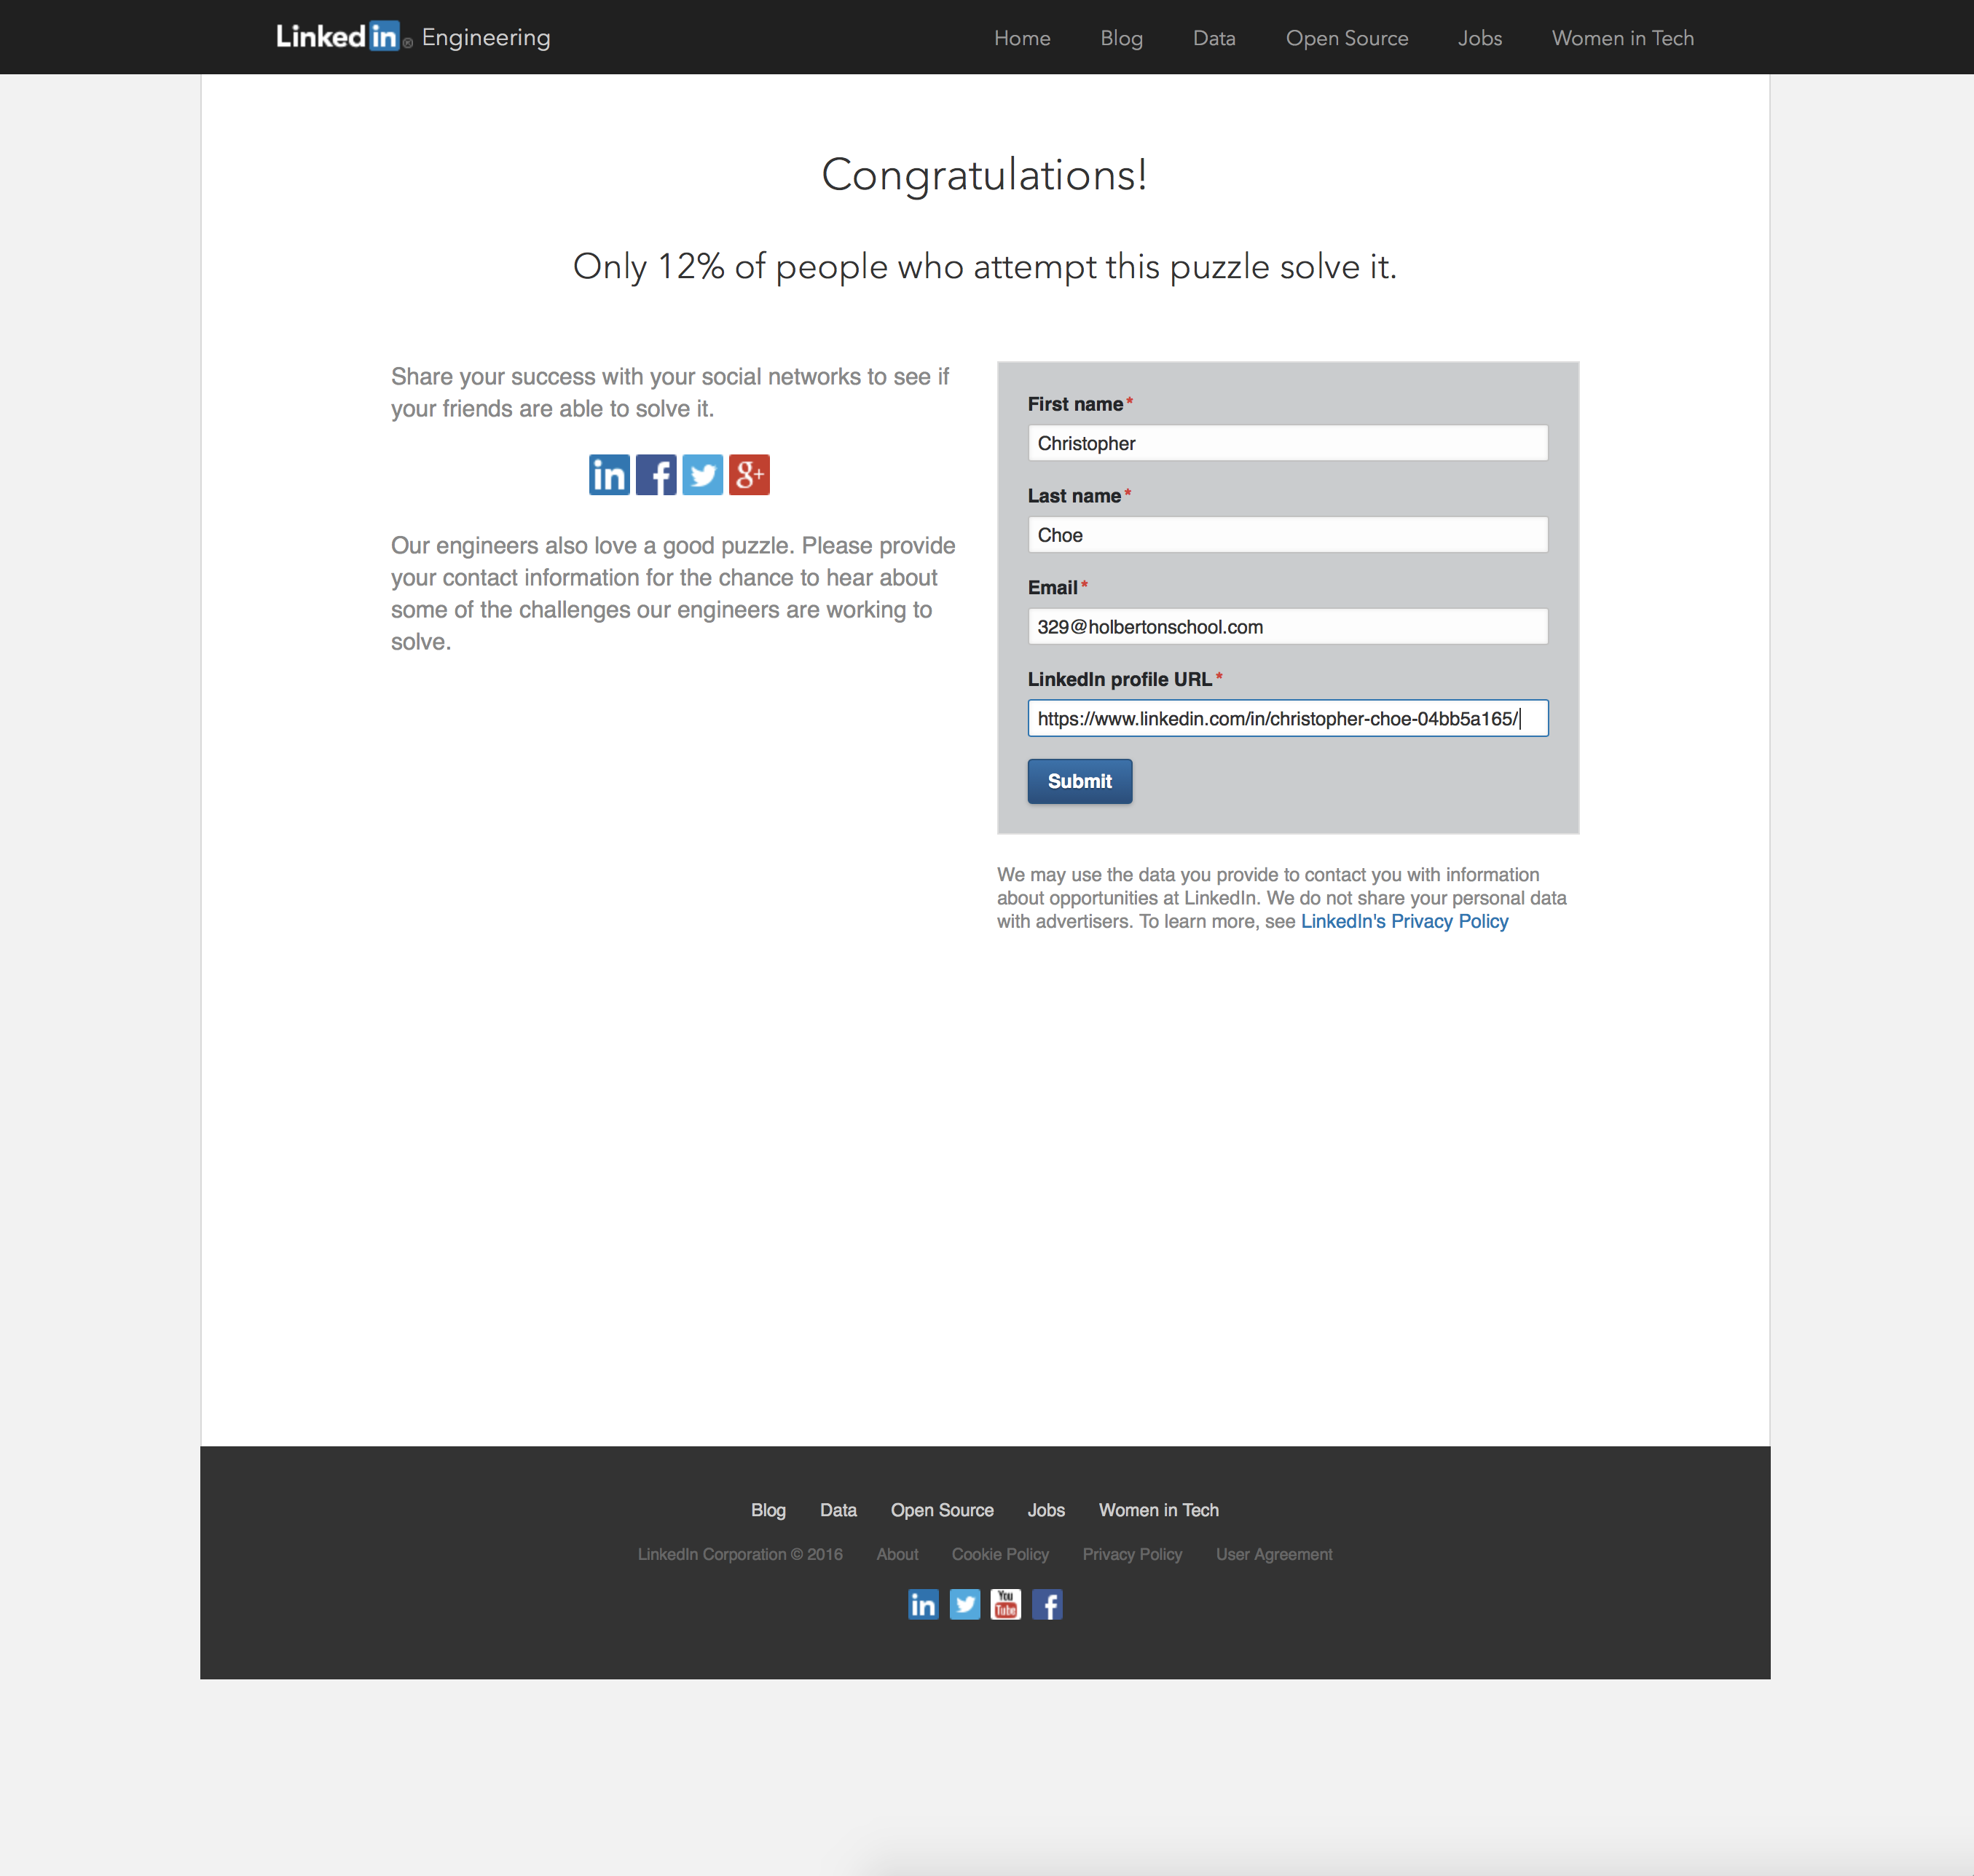 Linked in ® Engineering
Home Blog Data Open Source Jobs Women in Tech
Congratulations!
Only 12% of people who attempt this puzzle solve it.
Share your success with your social networks to see if
your friends are able to solve it.
in f g+
Our engineers also love a good puzzle. Please provide
your contact information for the chance to hear about
some of the challenges our engineers are working to
solve.
First name*
Christopher
Last name*
Choe
Email*
329@holbertonschool.com
LinkedIn profile URL*
https://www.linkedin.com/in/christopher-choe-04bb5a165/
Submit
We may use the data you provide to contact you with information
about opportunities at LinkedIn. We do not share your personal data
with advertisers. To learn more, see LinkedIn's Privacy Policy
Blog Data Open Source Jobs Women in Tech
LinkedIn Corporation © 2016 About Cookie Policy Privacy Policy User Agreement
in You Tube f